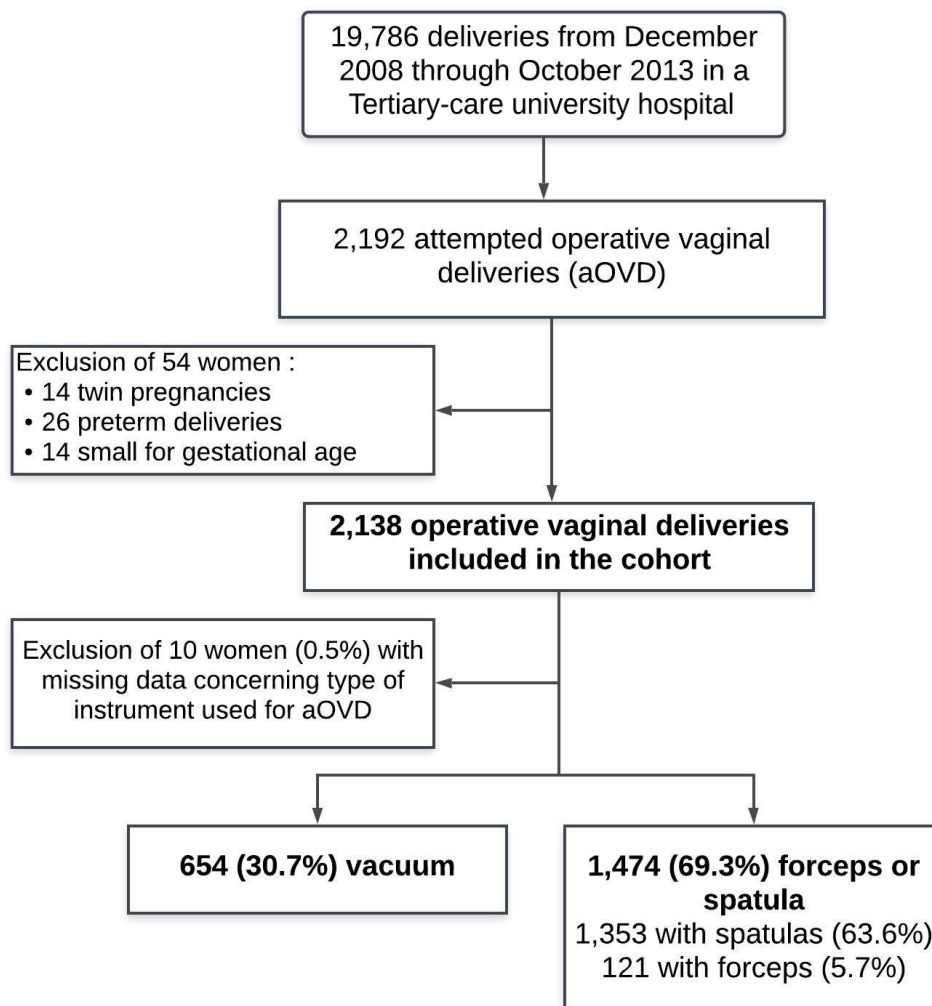 19,786 deliveries from December
2008 through October 2013 in a
Tertiary-care university hospital
2,192 attempted operative vaginal
deliveries (aOVD)
Exclusion of 54 women :
• 14 twin pregnancies
• 26 preterm deliveries
• 14 small for gestational age
2,138 operative vaginal deliveries
included in the cohort
Exclusion of 10 women (0.5%) with
missing data concerning type of
instrument used for aOVD
654 (30.7%) vacuum
1,474 (69.3%) forceps or
spatula
1,353 with spatulas (63.6%)
121 with forceps (5.7%)